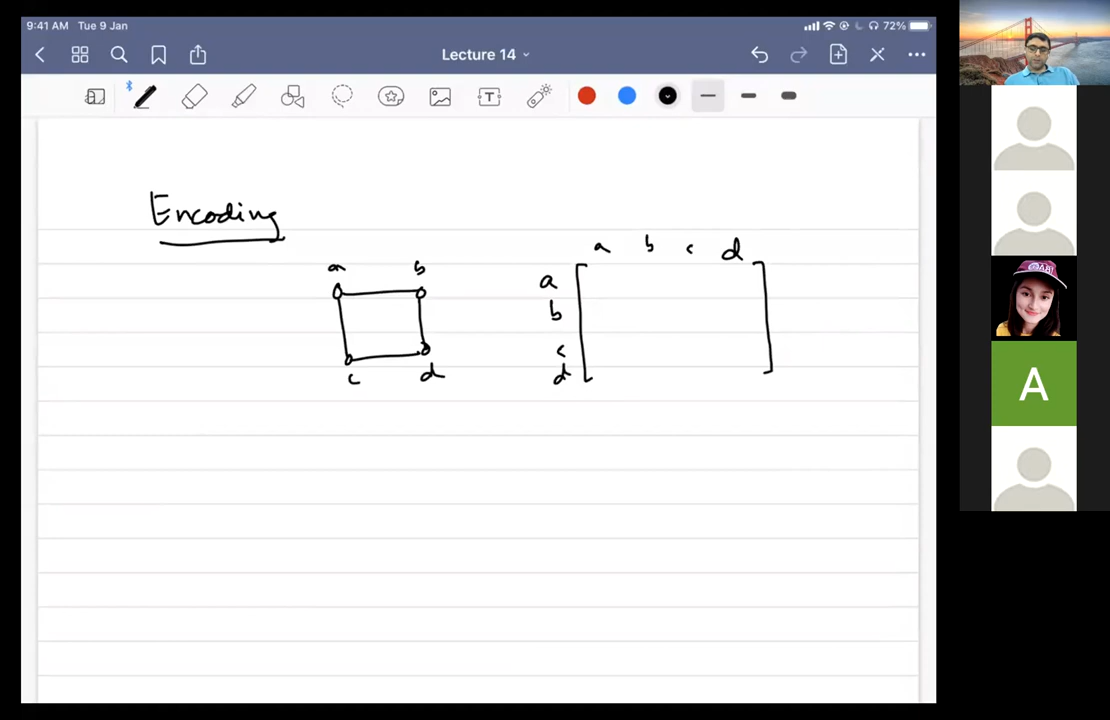 9:41 AM Tue 9 Jan
72%
Lecture 14
T
Encoding
a b
c d
a b c d
a
b
c
d
A